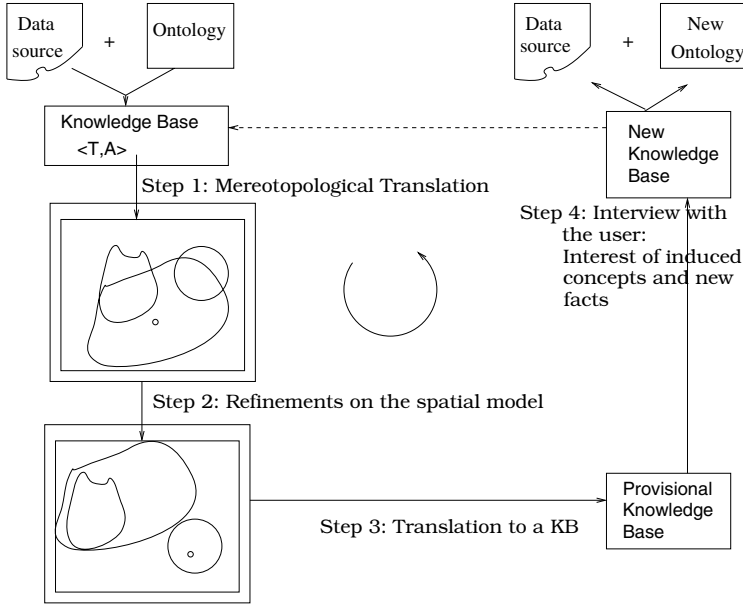 Data
source
+
Ontology
Data
source
+
New
Ontology
Knowledge Base
<T,A>
New
Knowledge
Base
Step 1: Mereotopological Translation
Step 4: Interview with
the user:
Interest of induced
concepts and new
facts
Step 2: Refinements on the spatial model
Step 3: Translation to a KB
Provisional
Knowledge
Base